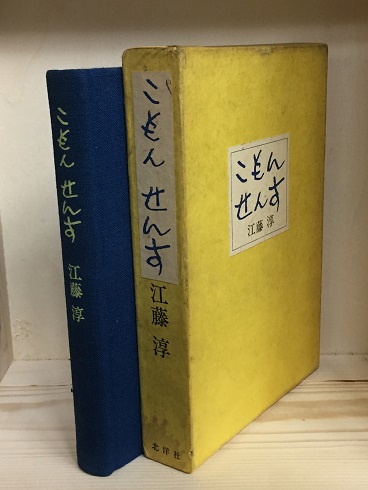 こもん せんす
江藤 淳
こもん せんす
江藤 淳
北洋社
こもん
せんす
江藤 淳